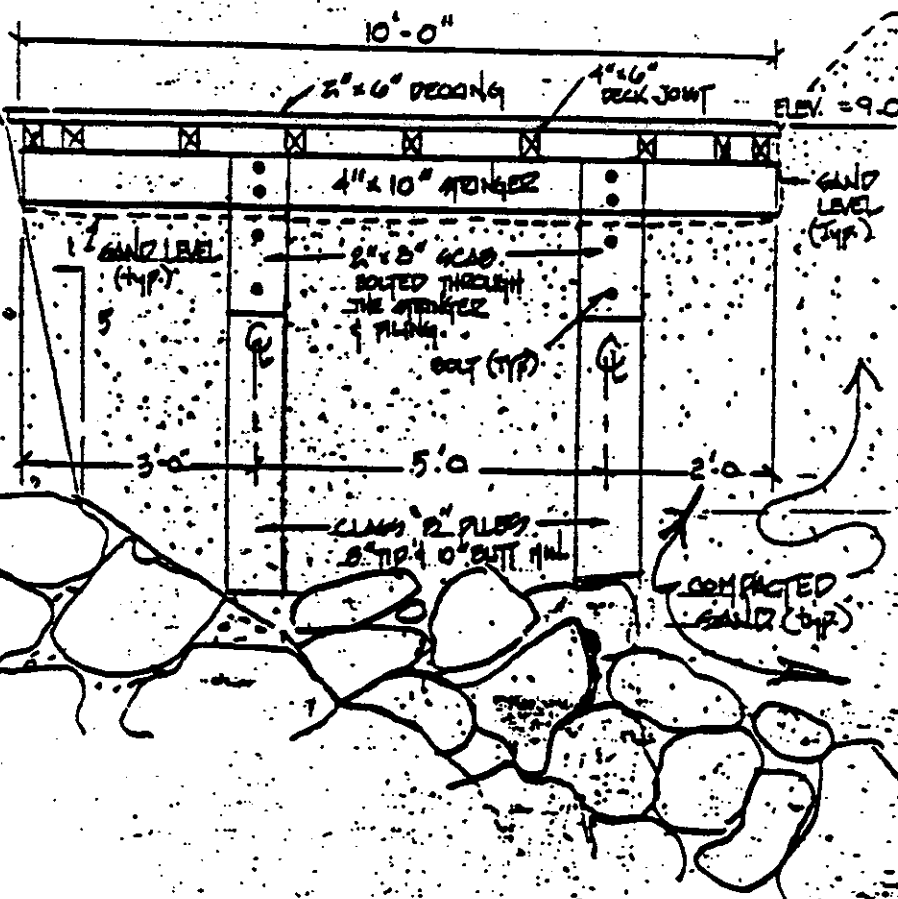 10'-0"
2"x6" DECKING
4"x6"
DECK JOIST
ELEV. = 9.0
4"x10" STRINGER
SAND
LEVEL
(Typ.)
1
SAND LEVEL
(typ.)
5
2"x8" SCAB
BOLTED THROUGH
THE STRINGER
& PILING.
BOLT (TYP.)
℄
℄
3'-0"
5'-0
2'-0
CLASS "B" PILES
8" TIP & 10" BUTT MIN.
COMPACTED
SAND (typ.)